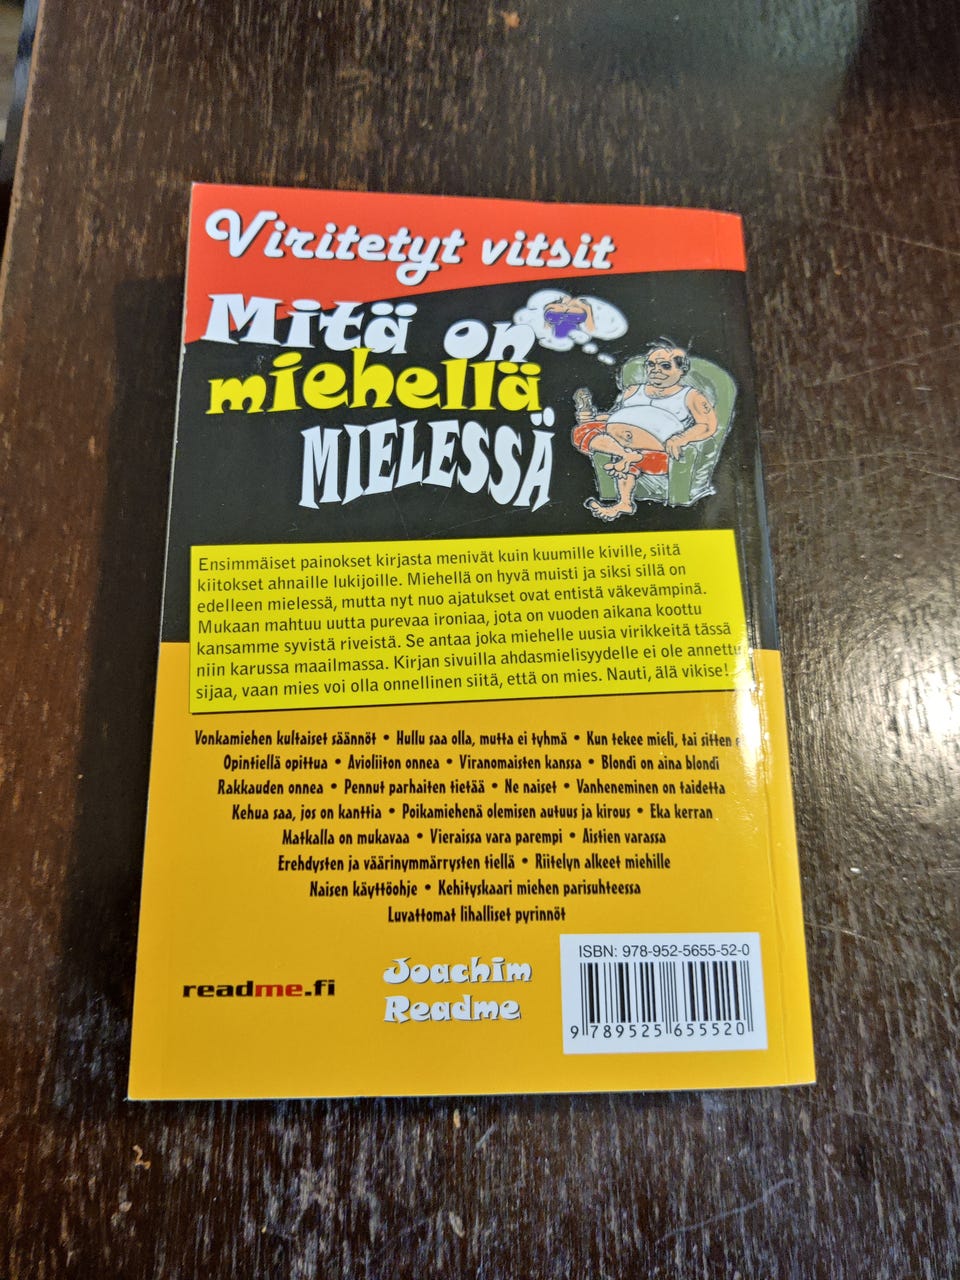 Viritetyt vitsit
Mitä on
miehellä
MIELESSÄ
Ensimmäiset painokset kirjasta menivät kuin kuumille kiville, siitä
kiitokset ahnaille lukijoille. Miehellä on hyvä muisti ja siksi sillä on
edelleen mielessä, mutta nyt nuo ajatukset ovat entistä väkevämpinä.
Mukaan mahtuu uutta purevaa ironiaa, jota on vuoden aikana koottu
kansamme syvistä riveistä. Se antaa joka miehelle uusia virikkeitä tässä
niin karussa maailmassa. Kirjan sivuilla ahdasmielisyydelle ei ole annettu
sijaa, vaan mies voi olla onnellinen siitä, että on mies. Nauti, älä vikise!
Vonkamiehen kultaiset säännöt • Hullu saa olla, mutta ei tyhmä • Kun tekee mieli, tai sitten
Opintiellä opittua • Avioliiton onnea • Viranomaisten kanssa • Blondi on aina blondi
Rakkauden onnea • Pennut parhaiten tietää • Ne naiset • Vanheneminen on taidetta
Kehua saa, jos on kanttia • Poikamiehenä olemisen autuus ja kirous • Eka kerran
Matkalla on mukavaa • Vieraissa vara parempi • Aistien varassa
Erehdysten ja väärinymmärrysten tiellä • Riitelyn alkeet miehille
Naisen käyttöohje • Kehityskaari miehen parisuhteessa
Luvattomat lihalliset pyrinnöt
readme.fi
Joachim
Readme
ISBN: 978-952-5655-52-0
9 789525 655520